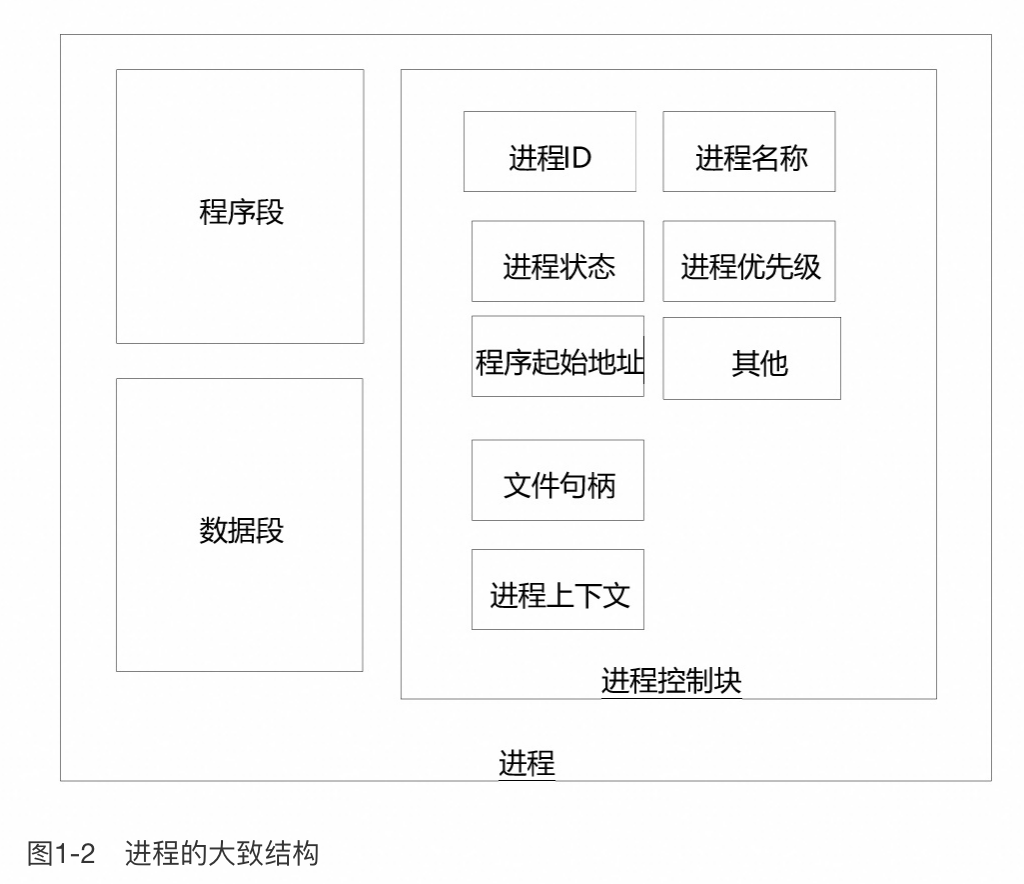 程序段
数据段
进程ID
进程名称
进程状态
进程优先级
程序起始地址
其他
文件句柄
进程上下文
进程控制块
进程
图1-2 进程的大致结构